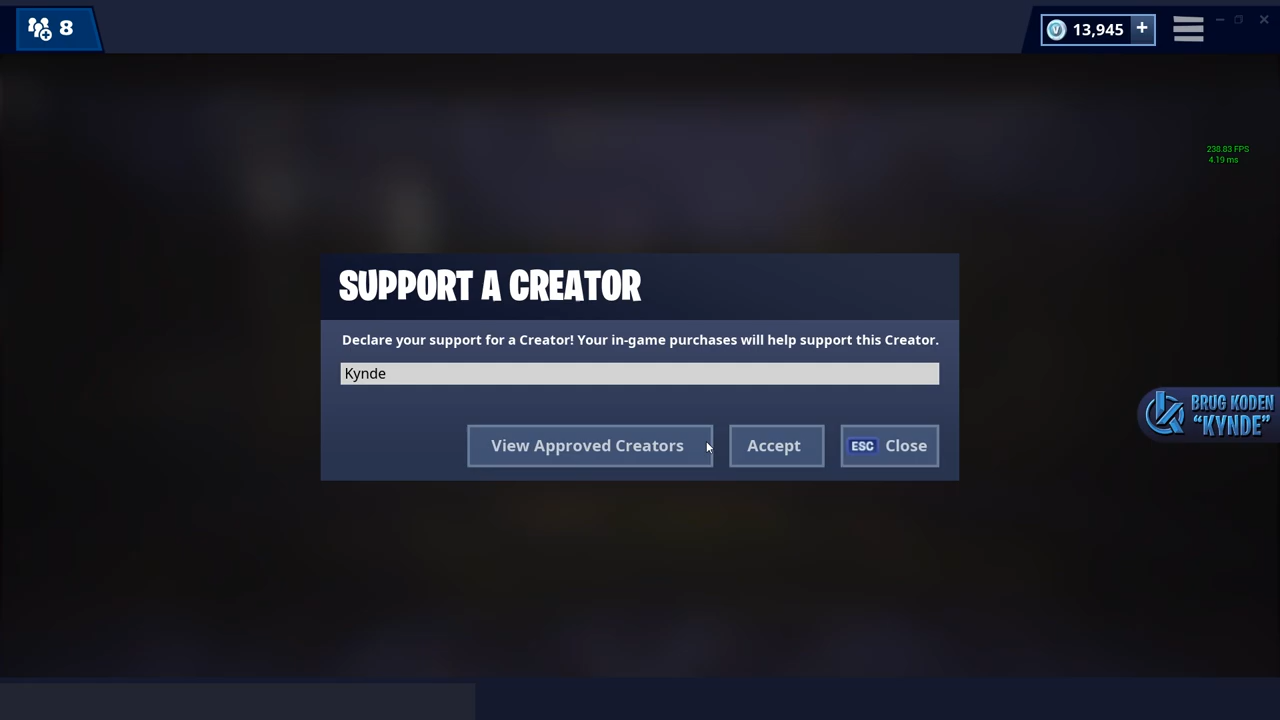 8
13,945 +
238.83 FPS
4.19 ms
SUPPORT A CREATOR
Declare your support for a Creator! Your in-game purchases will help support this Creator.
Kynde
BRUG KODEN
“KYNDE”
View Approved Creators
Accept
ESC Close